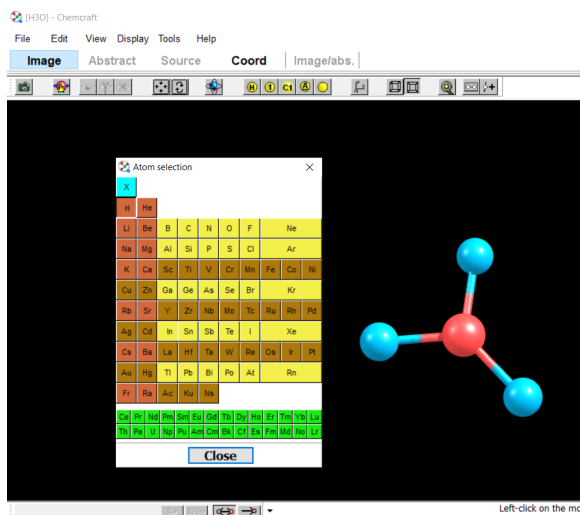 [H3O] - Chemcraft
File Edit View Display Tools Help
Image Abstract Source Coord Image/abs.
H 1 C1 A
Atom selection
X
H He
Li Be B C N O F Ne
Na Mg Al Si P S Cl Ar
K Ca Sc Ti V Cr Mn Fe Co Ni
Cu Zn Ga Ge As Se Br Kr
Rb Sr Y Zr Nb Mo Tc Ru Rh Pd
Ag Cd In Sn Sb Te I Xe
Cs Ba La Hf Ta W Re Os Ir Pt
Au Hg Tl Pb Bi Po At Rn
Fr Ra Ac Ku Ns
Ce Pr Nd Pm Sm Eu Gd Tb Dy Ho Er Tm Yb Lu
Th Pa U Np Pu Am Cm Bk Cf Es Fm Md No Lr
Close
Left-click on the mo